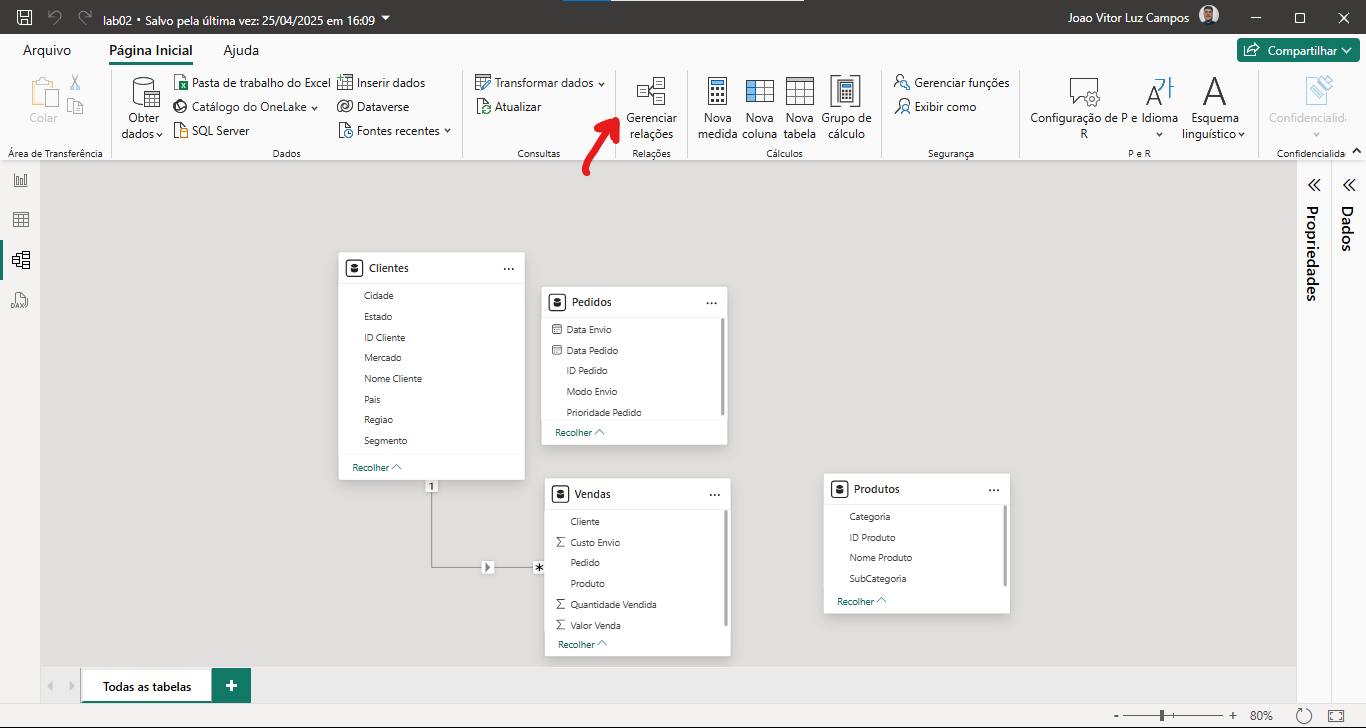 lab02 • Salvo pela última vez: 25/04/2025 em 16:09
Joao Vitor Luz Campos
Arquivo
Página Inicial
Ajuda
Compartilhar
Colar
Obter dados
Pasta de trabalho do Excel
Catálogo do OneLake
SQL Server
Inserir dados
Dataverse
Fontes recentes
Transformar dados
Atualizar
Gerenciar relações
Nova medida
Nova coluna
Nova tabela
Grupo de cálculo
Gerenciar funções
Exibir como
Configuração de P e R
Idioma
Esquema linguístico
Confidencialid
Área de Transferência
Dados
Consultas
Relações
Cálculos
Segurança
P e R
Confidencialida
DAX
Clientes
Cidade
Estado
ID Cliente
Mercado
Nome Cliente
Pais
Regiao
Segmento
Recolher
1
*
Pedidos
Data Envio
Data Pedido
ID Pedido
Modo Envio
Prioridade Pedido
Recolher
Vendas
Cliente
Σ Custo Envio
Pedido
Produto
Σ Quantidade Vendida
Σ Valor Venda
Recolher
Produtos
Categoria
ID Produto
Nome Produto
SubCategoria
Recolher
Propriedades
Dados
Todas as tabelas
+
- + 80%